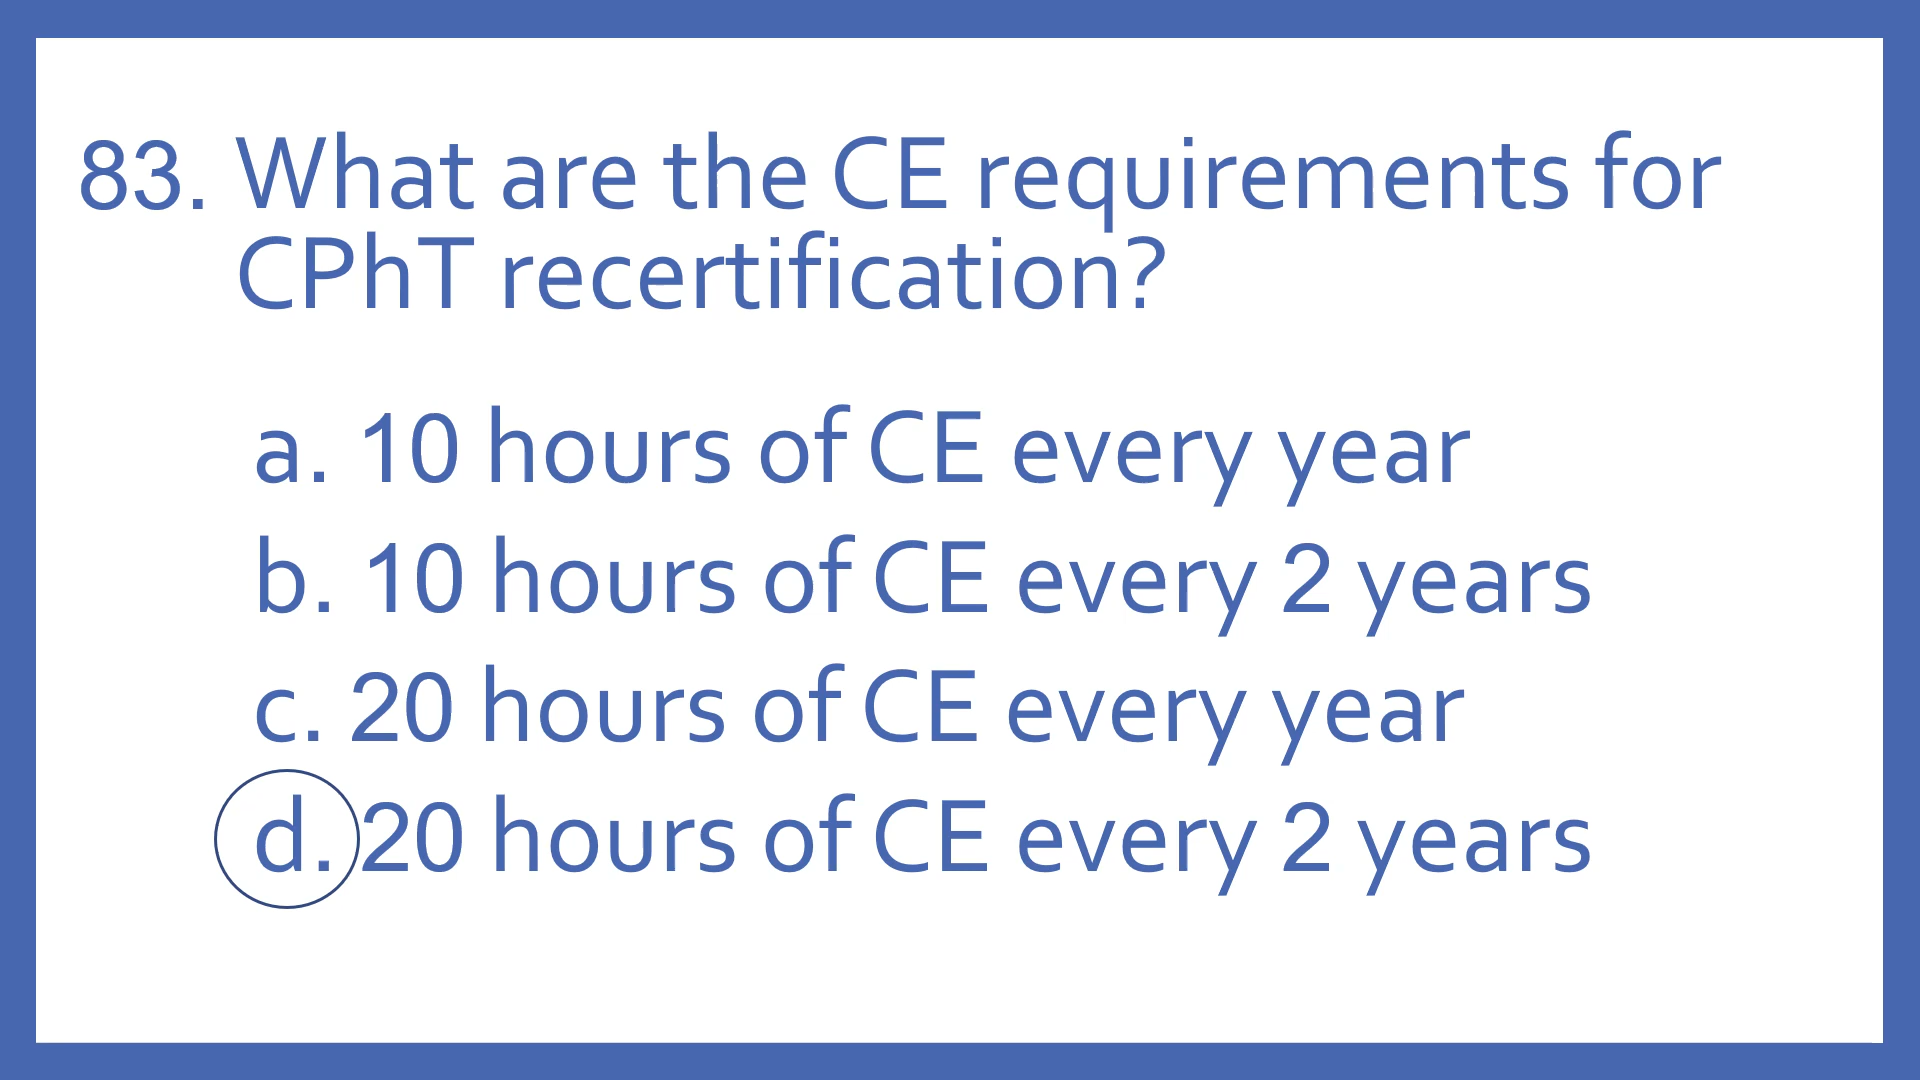 83. What are the CE requirements for
CPhT recertification?
a. 10 hours of CE every year
b. 10 hours of CE every 2 years
c. 20 hours of CE every year
d. 20 hours of CE every 2 years